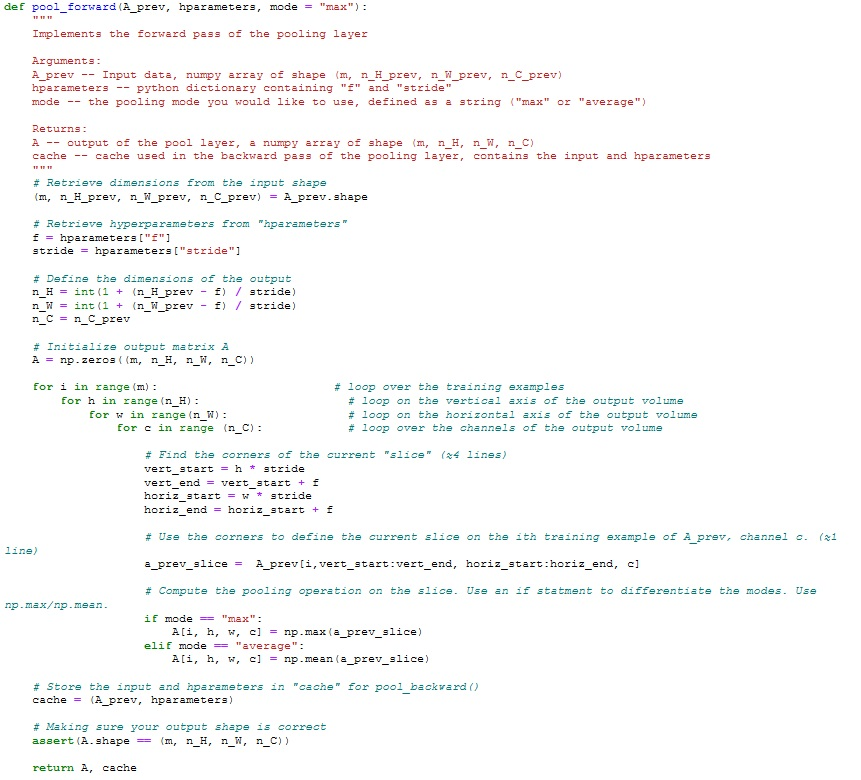 def pool_forward(A_prev, hparameters, mode = "max"):
    """
    Implements the forward pass of the pooling layer

    Arguments:
    A_prev -- Input data, numpy array of shape (m, n_H_prev, n_W_prev, n_C_prev)
    hparameters -- python dictionary containing "f" and "stride"
    mode -- the pooling mode you would like to use, defined as a string ("max" or "average")

    Returns:
    A -- output of the pool layer, a numpy array of shape (m, n_H, n_W, n_C)
    cache -- cache used in the backward pass of the pooling layer, contains the input and hparameters
    """
    # Retrieve dimensions from the input shape
    (m, n_H_prev, n_W_prev, n_C_prev) = A_prev.shape

    # Retrieve hyperparameters from "hparameters"
    f = hparameters["f"]
    stride = hparameters["stride"]

    # Define the dimensions of the output
    n_H = int(1 + (n_H_prev - f) / stride)
    n_W = int(1 + (n_W_prev - f) / stride)
    n_C = n_C_prev

    # Initialize output matrix A
    A = np.zeros((m, n_H, n_W, n_C))

    for i in range(m):                         # loop over the training examples
        for h in range(n_H):                     # loop on the vertical axis of the output volume
            for w in range(n_W):                 # loop on the horizontal axis of the output volume
                for c in range (n_C):            # loop over the channels of the output volume

                    # Find the corners of the current "slice" (≈4 lines)
                    vert_start = h * stride
                    vert_end = vert_start + f
                    horiz_start = w * stride
                    horiz_end = horiz_start + f

                    # Use the corners to define the current slice on the ith training example of A_prev, channel c. (≈1
line)
                    a_prev_slice =  A_prev[i,vert_start:vert_end, horiz_start:horiz_end, c]

                    # Compute the pooling operation on the slice. Use an if statment to differentiate the modes. Use
np.max/np.mean.
                    if mode == "max":
                        A[i, h, w, c] = np.max(a_prev_slice)
                    elif mode == "average":
                        A[i, h, w, c] = np.mean(a_prev_slice)

    # Store the input and hparameters in "cache" for pool_backward()
    cache = (A_prev, hparameters)

    # Making sure your output shape is correct
    assert(A.shape == (m, n_H, n_W, n_C))

    return A, cache